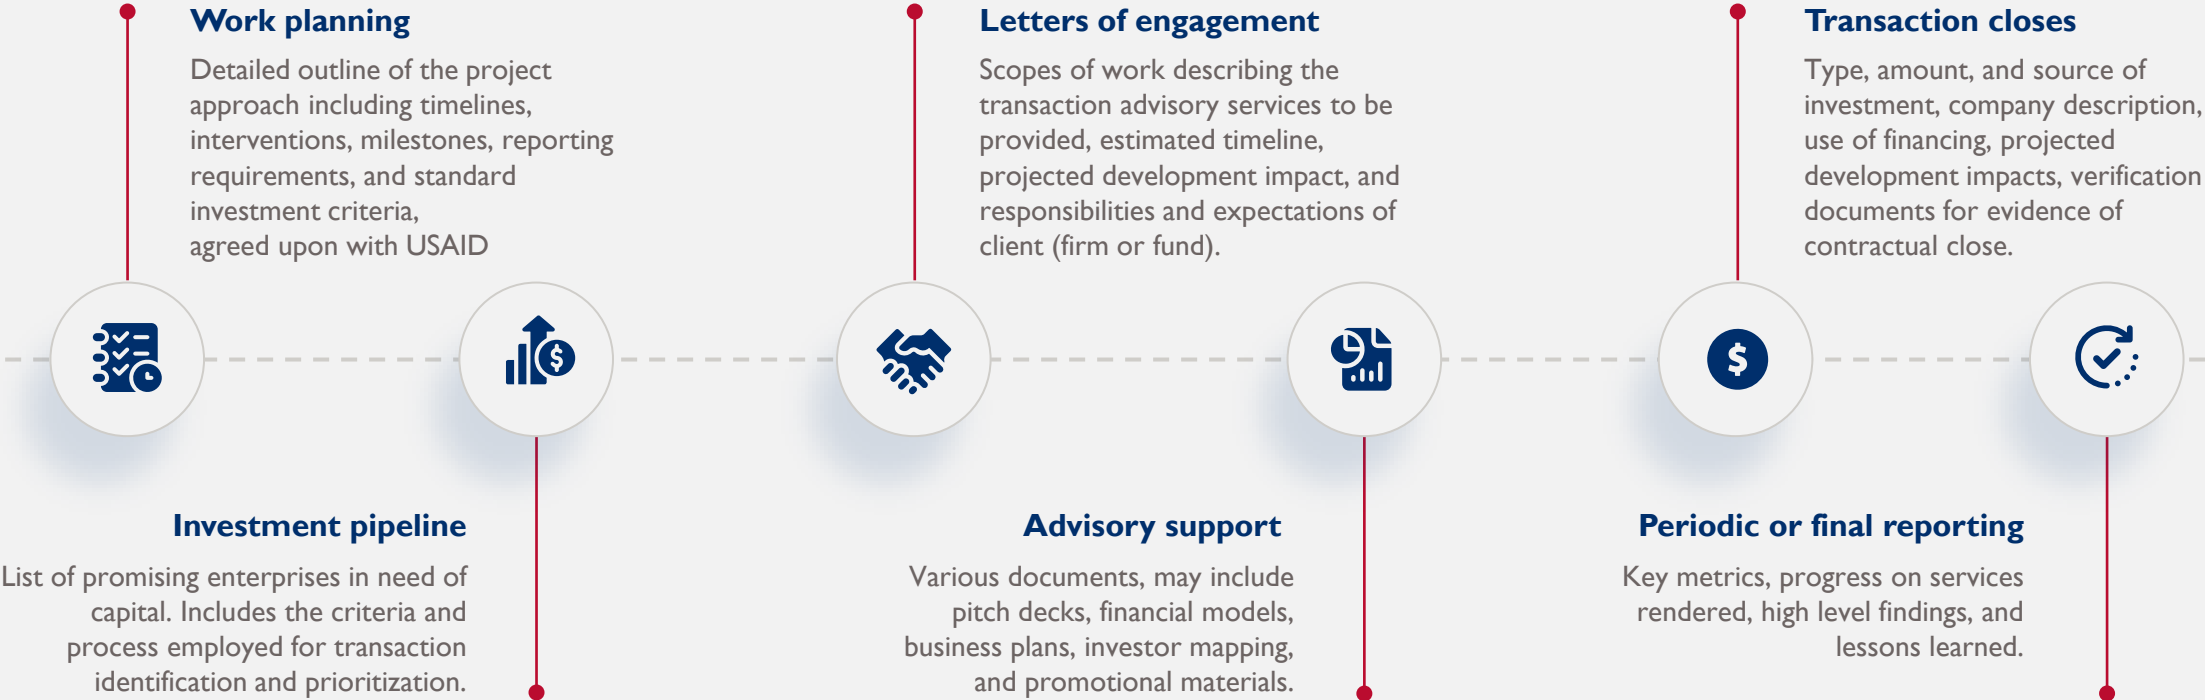 Work planning
Detailed outline of the project
approach including timelines,
interventions, milestones, reporting
requirements, and standard
investment criteria,
agreed upon with USAID
Investment pipeline
List of promising enterprises in need of
capital. Includes the criteria and
process employed for transaction
identification and prioritization.
Letters of engagement
Scopes of work describing the
transaction advisory services to be
provided, estimated timeline,
projected development impact, and
responsibilities and expectations of
client (firm or fund).
Advisory support
Various documents, may include
pitch decks, financial models,
business plans, investor mapping,
and promotional materials.
Transaction closes
Type, amount, and source of
investment, company description,
use of financing, projected
development impacts, verification
documents for evidence of
contractual close.
Periodic or final reporting
Key metrics, progress on services
rendered, high level findings, and
lessons learned.